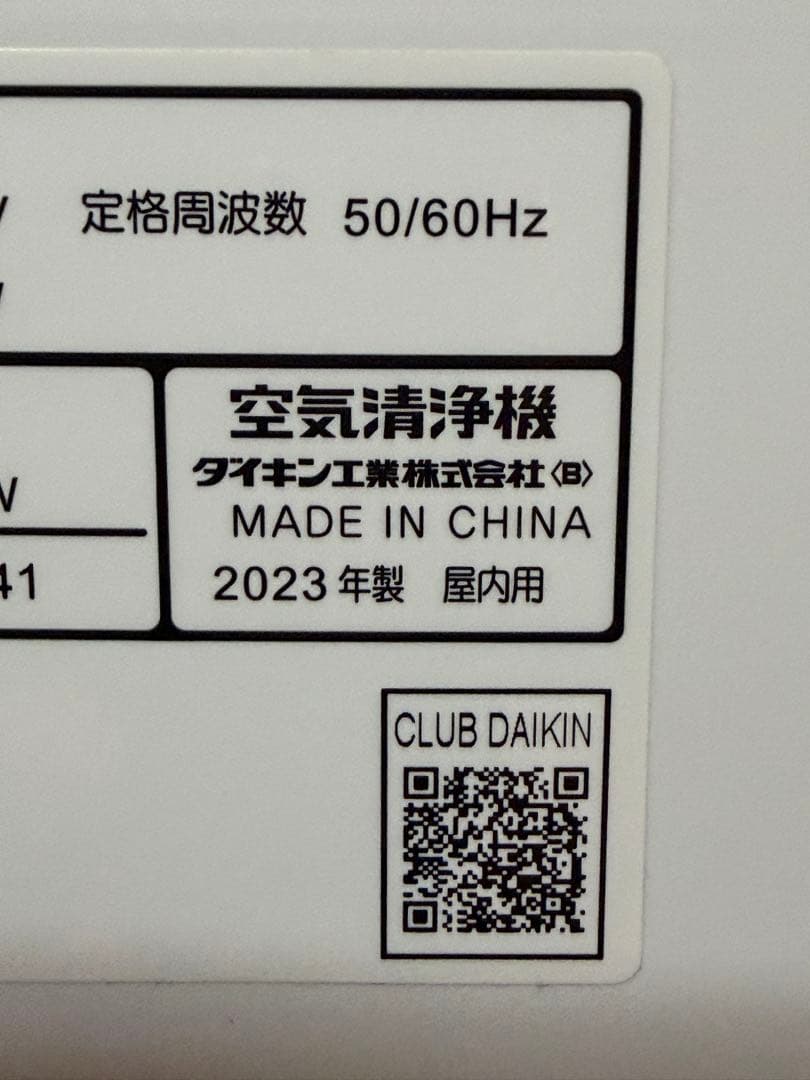 定格周波数 50/60Hz
空気清浄機
ダイキン工業株式会社〈B〉
W
MADE IN CHINA
41
2023年製 屋内用
CLUB DAIKIN